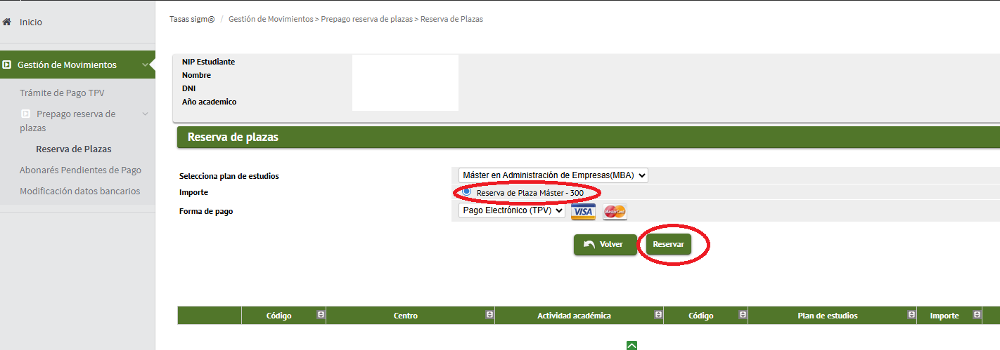 Inicio
Tasas sigm@ / Gestión de Movimientos > Prepago reserva de plazas > Reserva de Plazas
Gestión de Movimientos
Trámite de Pago TPV
Prepago reserva de
plazas
Reserva de Plazas
Abonarés Pendientes de Pago
Modificación datos bancarios
NIP Estudiante
Nombre
DNI
Año academico
Reserva de plazas
Selecciona plan de estudios Máster en Administración de Empresas(MBA)
Importe Reserva de Plaza Máster - 300
Forma de pago Pago Electrónico (TPV) VISA MasterCard
Volver Reservar
Código Centro Actividad académica Código Plan de estudios Importe